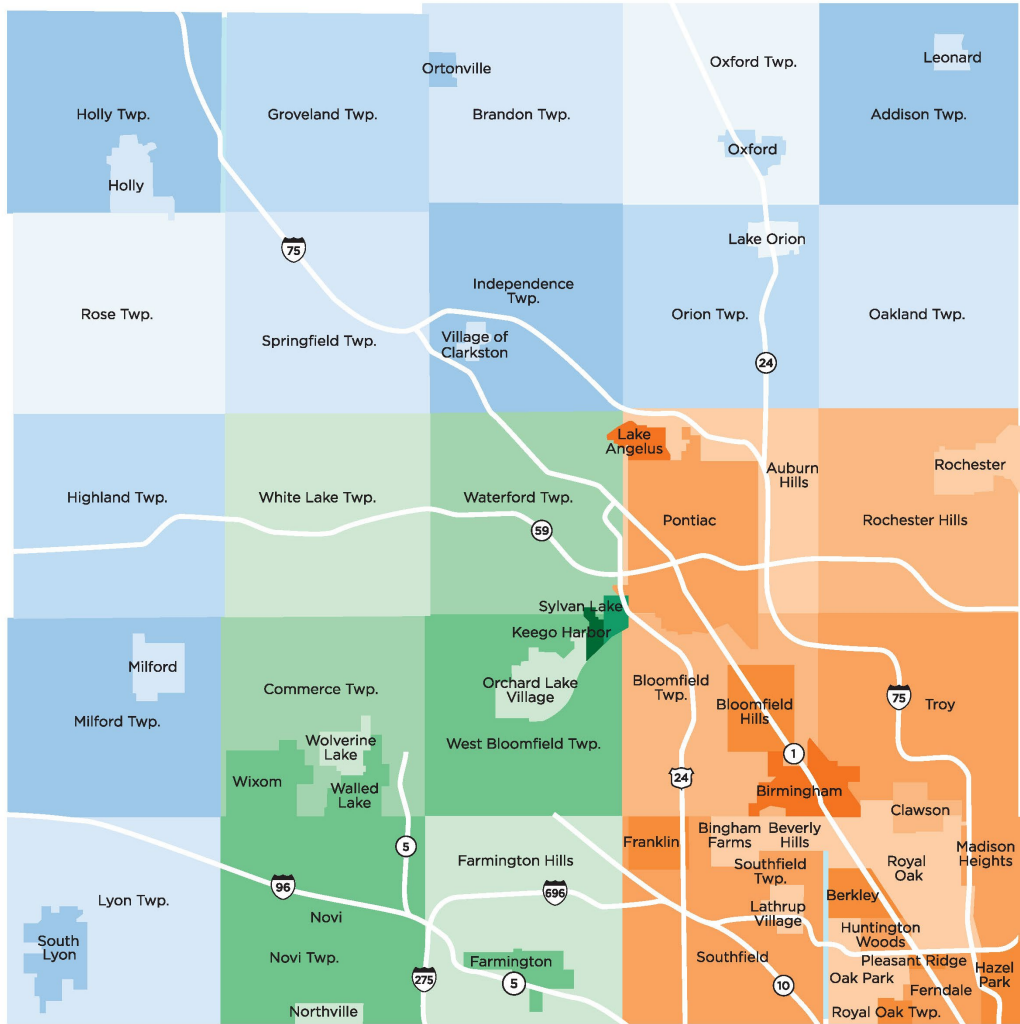 Ortonville
Oxford Twp.
Leonard
Holly Twp.
Groveland Twp.
Brandon Twp.
Addison Twp.
Oxford
Holly
Lake Orion
75
Independence
Twp.
Rose Twp.
Springfield Twp.
Village of
Clarkston
Orion Twp.
Oakland Twp.
24
Lake
Angelus
Auburn
Hills
Rochester
Highland Twp.
White Lake Twp.
Waterford Twp.
59
Pontiac
Rochester Hills
Sylvan Lake
Keego Harbor
Milford
Commerce Twp.
Orchard Lake
Village
Bloomfield
Twp.
Bloomfield
Hills
75
Troy
Milford Twp.
West Bloomfield Twp.
Wolverine
Lake
1
Wixom
Walled
Lake
24
Birmingham
Clawson
5
Franklin
Bingham
Farms
Beverly
Hills
Madison
Heights
Farmington Hills
Southfield
Twp.
Royal
Oak
96
696
Berkley
Lyon Twp.
Novi
Lathrup
Village
Huntington
Woods
South
Lyon
Novi Twp.
Farmington
Southfield
Pleasant Ridge
Hazel
Park
275
5
10
Oak Park
Ferndale
Northville
Royal Oak Twp.